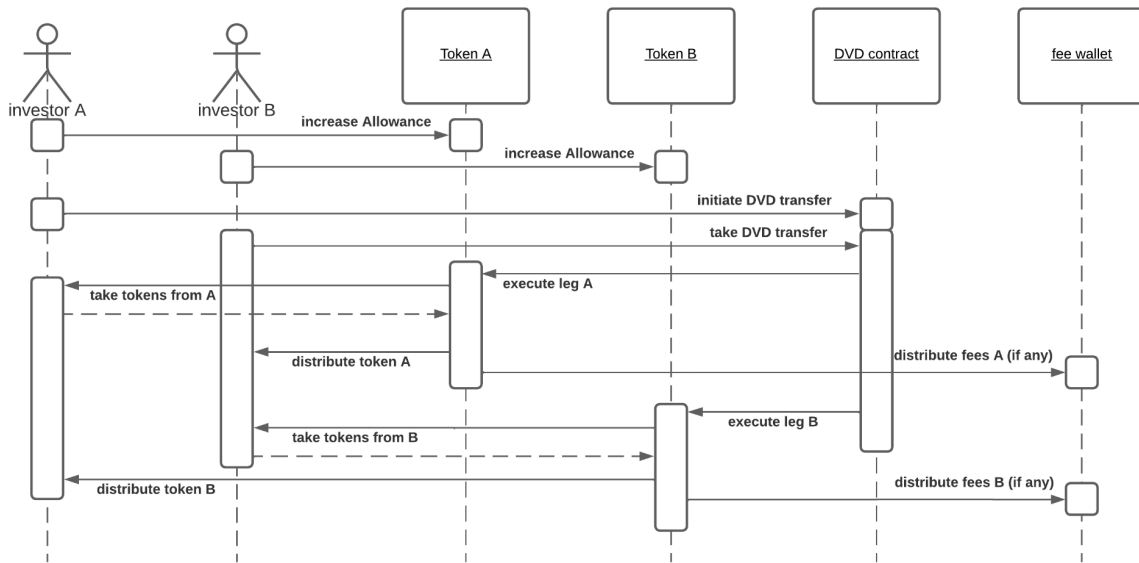 Token A
Token B
DVD contract
fee wallet
investor A
investor B
increase Allowance
increase Allowance
initiate DVD transfer
take DVD transfer
execute leg A
take tokens from A
distribute token A
distribute fees A (if any)
execute leg B
take tokens from B
distribute token B
distribute fees B (if any)